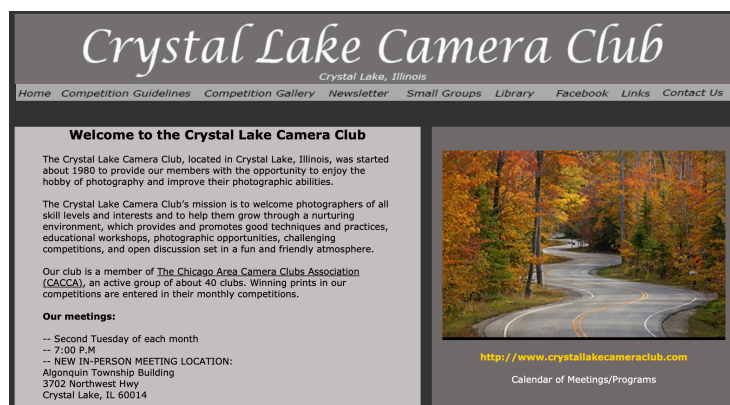 Crystal Lake Camera Club
Crystal Lake, Illinois
Home Competition Guidelines Competition Gallery Newsletter Small Groups Library Facebook Links Contact Us
Welcome to the Crystal Lake Camera Club
The Crystal Lake Camera Club, located in Crystal Lake, Illinois, was started
about 1980 to provide our members with the opportunity to enjoy the
hobby of photography and improve their photographic abilities.
The Crystal Lake Camera Club's mission is to welcome photographers of all
skill levels and interests and to help them grow through a nurturing
environment, which provides and promotes good techniques and practices,
educational workshops, photographic opportunities, challenging
competitions, and open discussion set in a fun and friendly atmosphere.
Our club is a member of The Chicago Area Camera Clubs Association
(CACCA), an active group of about 40 clubs. Winning prints in our
competitions are entered in their monthly competitions.
Our meetings:
-- Second Tuesday of each month
-- 7:00 P.M
-- NEW IN-PERSON MEETING LOCATION:
Algonquin Township Building
3702 Northwest Hwy
Crystal Lake, IL 60014
http://www.crystallakecameraclub.com
Calendar of Meetings/Programs